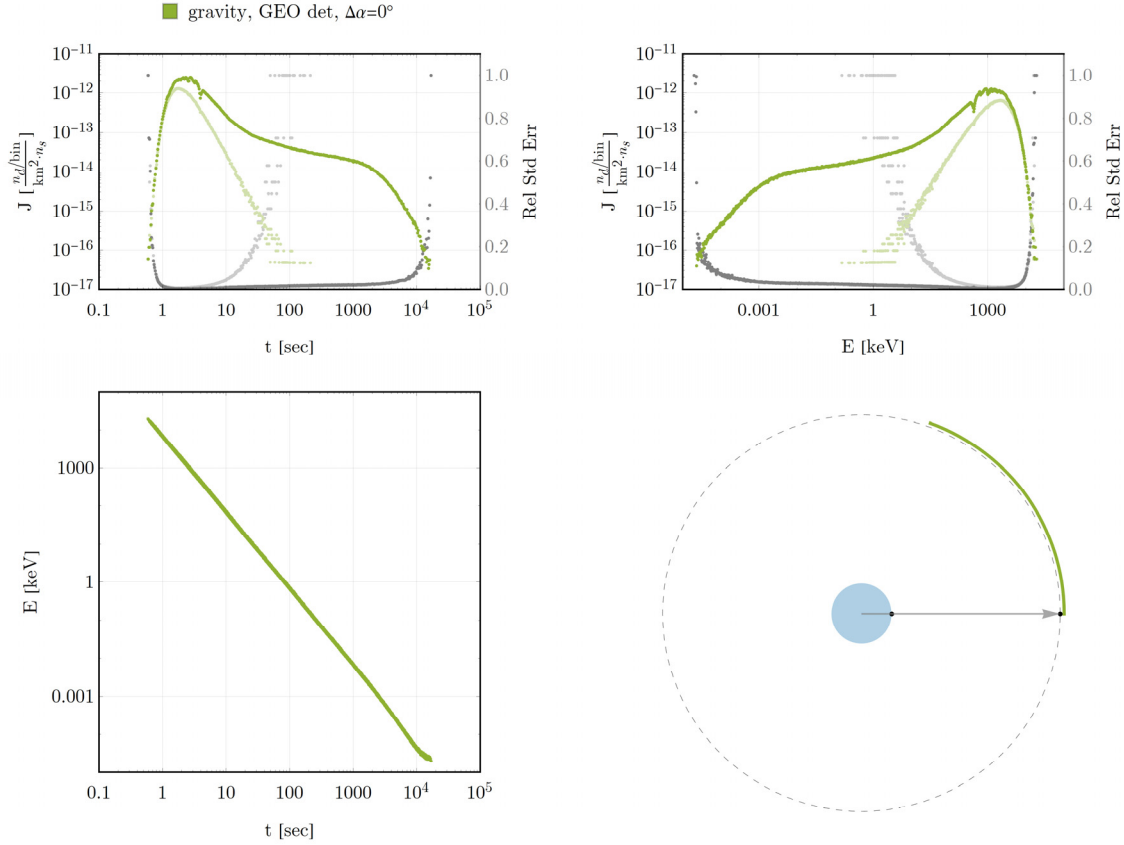 gravity, GEO det, Δα=0°
10⁻¹¹
10⁻¹²
10⁻¹³
10⁻¹⁴
10⁻¹⁵
10⁻¹⁶
10⁻¹⁷
J [n_d/bin / km²·n_s]
1.0
0.8
0.6
0.4
0.2
0.0
Rel Std Err
0.1 1 10 100 1000 10⁴ 10⁵
t [sec]
10⁻¹¹
10⁻¹²
10⁻¹³
10⁻¹⁴
10⁻¹⁵
10⁻¹⁶
10⁻¹⁷
J [n_d/bin / km²·n_s]
1.0
0.8
0.6
0.4
0.2
0.0
Rel Std Err
0.001 1 1000
E [keV]
1000
1
0.001
E [keV]
0.1 1 10 100 1000 10⁴ 10⁵
t [sec]